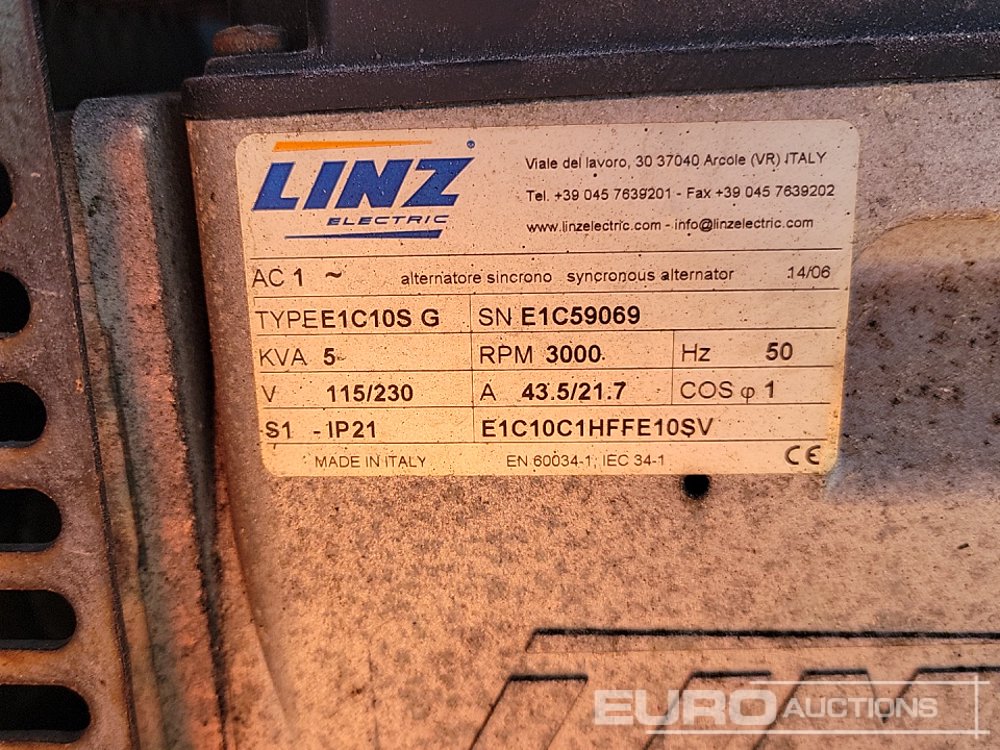 LINZ ®
ELECTRIC
Viale del lavoro, 30 37040 Arcole (VR) ITALY
Tel. +39 045 7639201 - Fax +39 045 7639202
www.linzelectric.com - info@linzelectric.com
AC 1 ~ alternatore sincrono syncronous alternator 14/06
TYPE E1C10S G SN E1C59069
KVA 5 RPM 3000 Hz 50
V 115/230 A 43.5/21.7 COS φ 1
S1 - IP21 E1C10C1HFFE10SV
MADE IN ITALY EN 60034-1, IEC 34-1 CE
EURO AUCTIONS